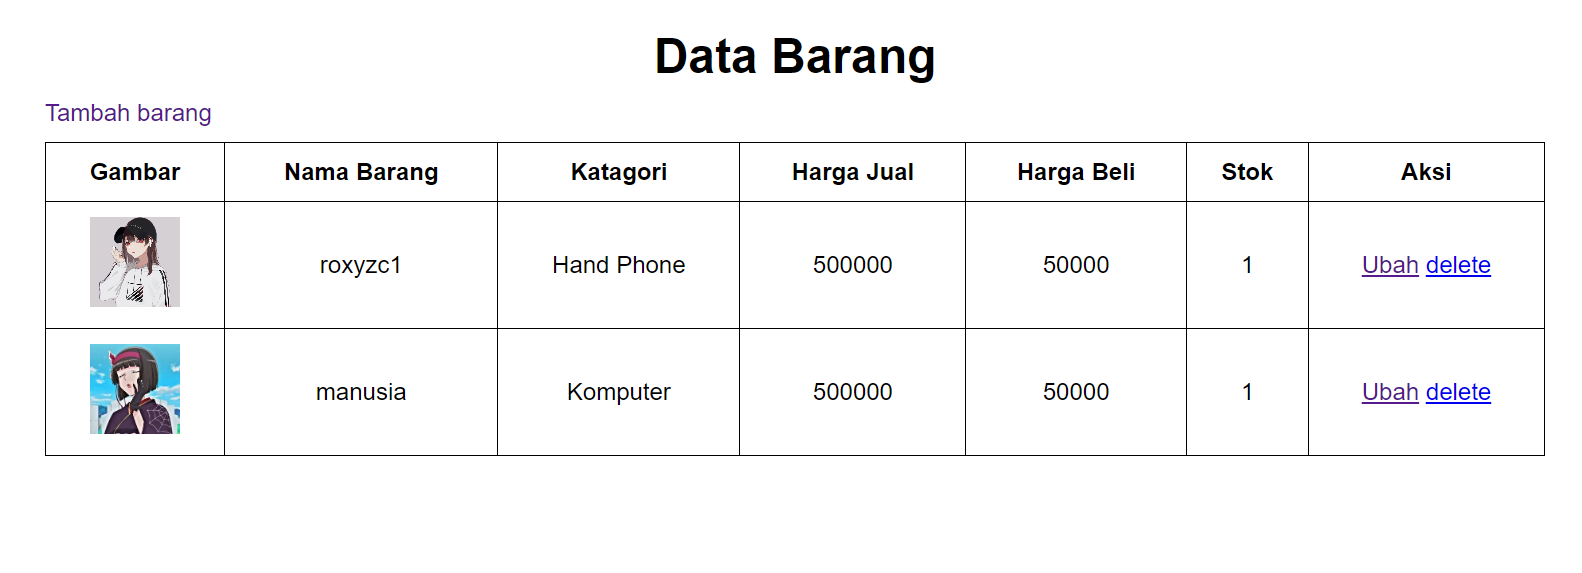 Data Barang
Tambah barang
Gambar Nama Barang Katagori Harga Jual Harga Beli Stok Aksi
roxyzc1 Hand Phone 500000 50000 1 Ubah delete
manusia Komputer 500000 50000 1 Ubah delete